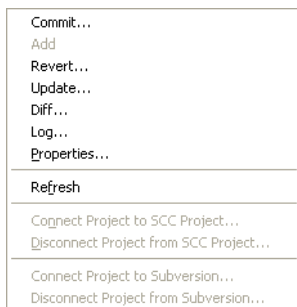 Commit...
Add
Revert...
Update...
Diff...
Log...
Properties...
Refresh
Connect Project to SCC Project...
Disconnect Project from SCC Project...
Connect Project to Subversion...
Disconnect Project from Subversion...